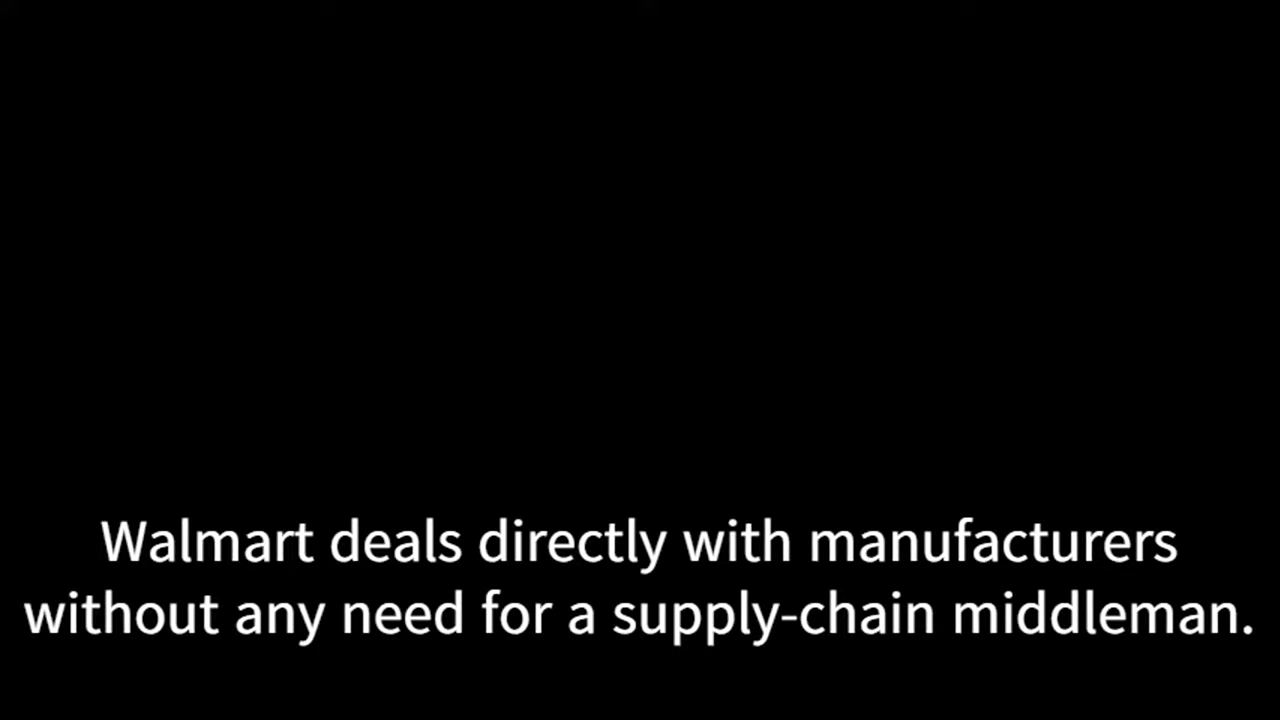 Walmart deals directly with manufacturers
without any need for a supply-chain middleman.